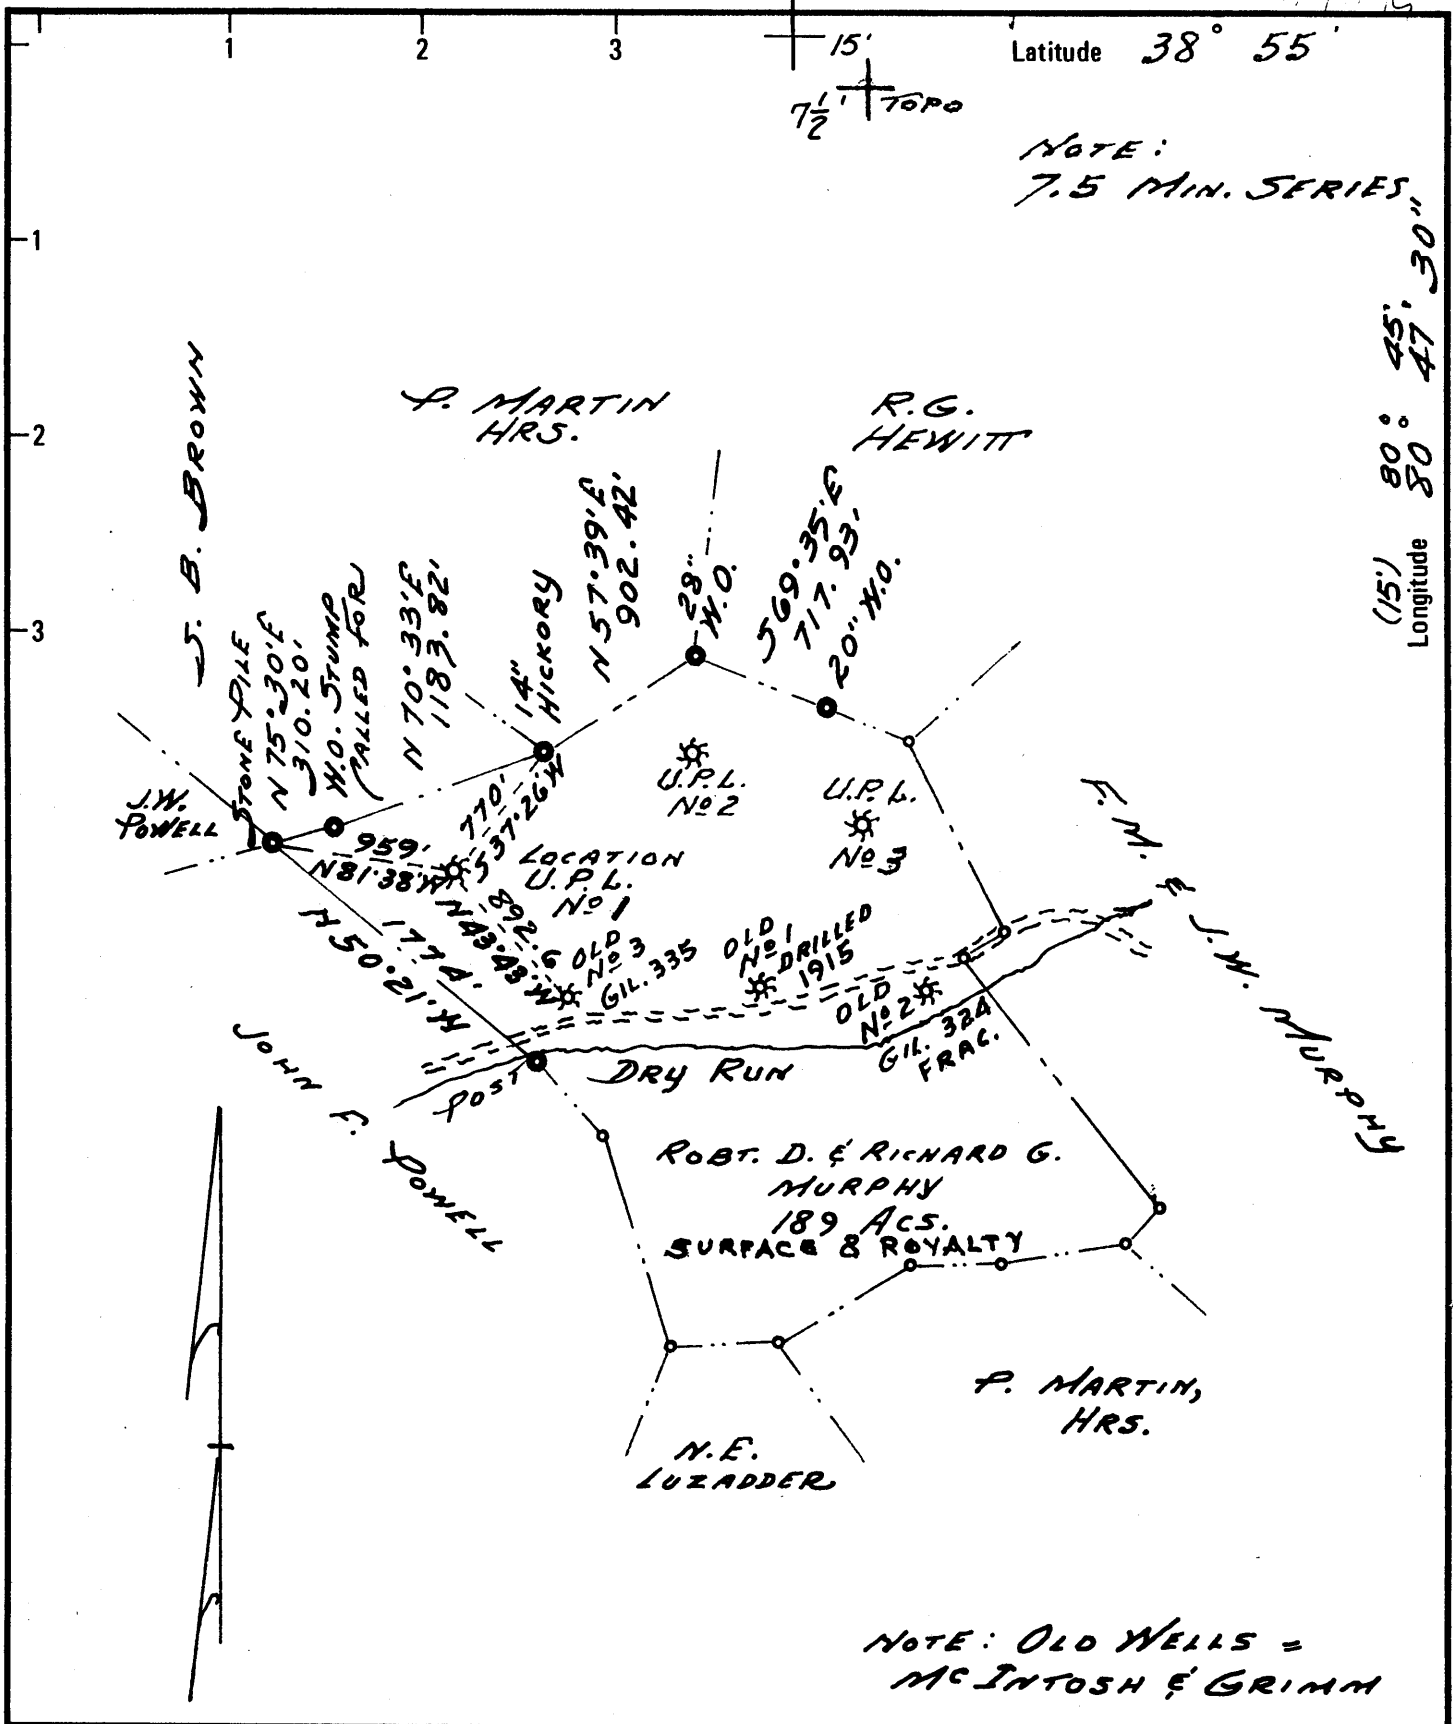 1
2
3
15'
Latitude 38° 55'
7 1/2' TOPO
NOTE:
7.5 MIN. SERIES
1
2
3
80° 45'
80° 47' 30"
(15')
Longitude
S. B. BROWN
P. MARTIN
HRS.
R.G.
HEWITT
STONE PILE
N 75° 30' E
310.20'
W.O. STUMP
CALLED FOR
N 70° 33' E
1183.82'
14"
HICKORY
N 57° 39' E
902.42'
28"
W.O.
S 69° 35' E
717.93'
20" W.O.
J.W.
POWELL
770'
S 37° 26' W
959'
N 81° 38' W
LOCATION
U.P.L.
Nº 1
U.P.L.
Nº 2
U.P.L.
Nº 3
892.6
N 43° 43' W
1774'
N 50° 21' W
OLD
Nº 3
GIL. 335
OLD
Nº 1
DRILLED
1915
OLD
Nº 2
GIL. 324
FRAC.
F. M. & J. W. MURPHY
JOHN F. POWELL
POST
DRY RUN
ROBT. D. & RICHARD G.
MURPHY
189 ACS.
SURFACE & ROYALTY
P. MARTIN,
HRS.
N.E.
LUZADDER
NOTE: OLD WELLS =
McINTOSH & GRIMM